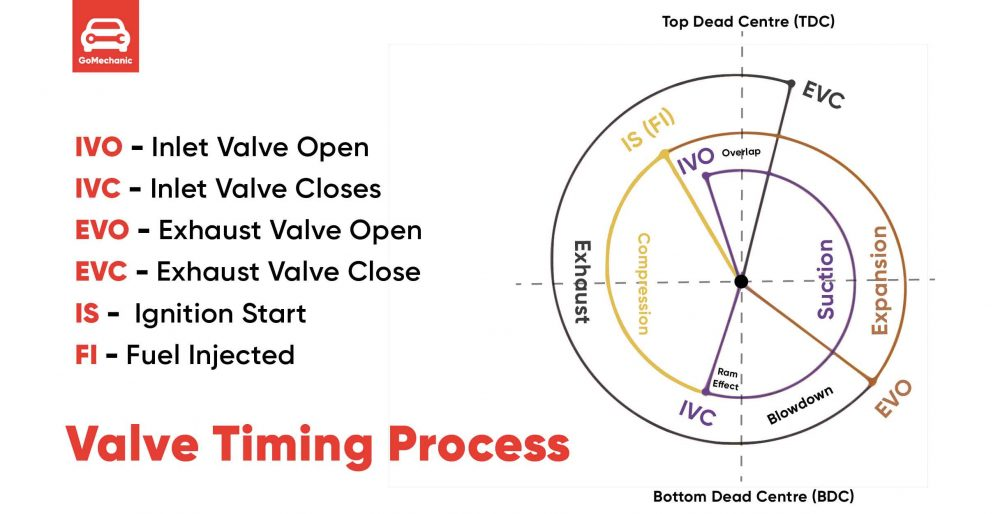 GoMechanic
IVO - Inlet Valve Open
IVC - Inlet Valve Closes
EVO - Exhaust Valve Open
EVC - Exhaust Valve Close
IS - Ignition Start
FI - Fuel Injected
Valve Timing Process
Top Dead Centre (TDC)
EVC
IS (FI)
IVO
Overlap
Exhaust
Compression
Suction
Expansion
Ram
Effect
IVC
Blowdown
EVO
Bottom Dead Centre (BDC)